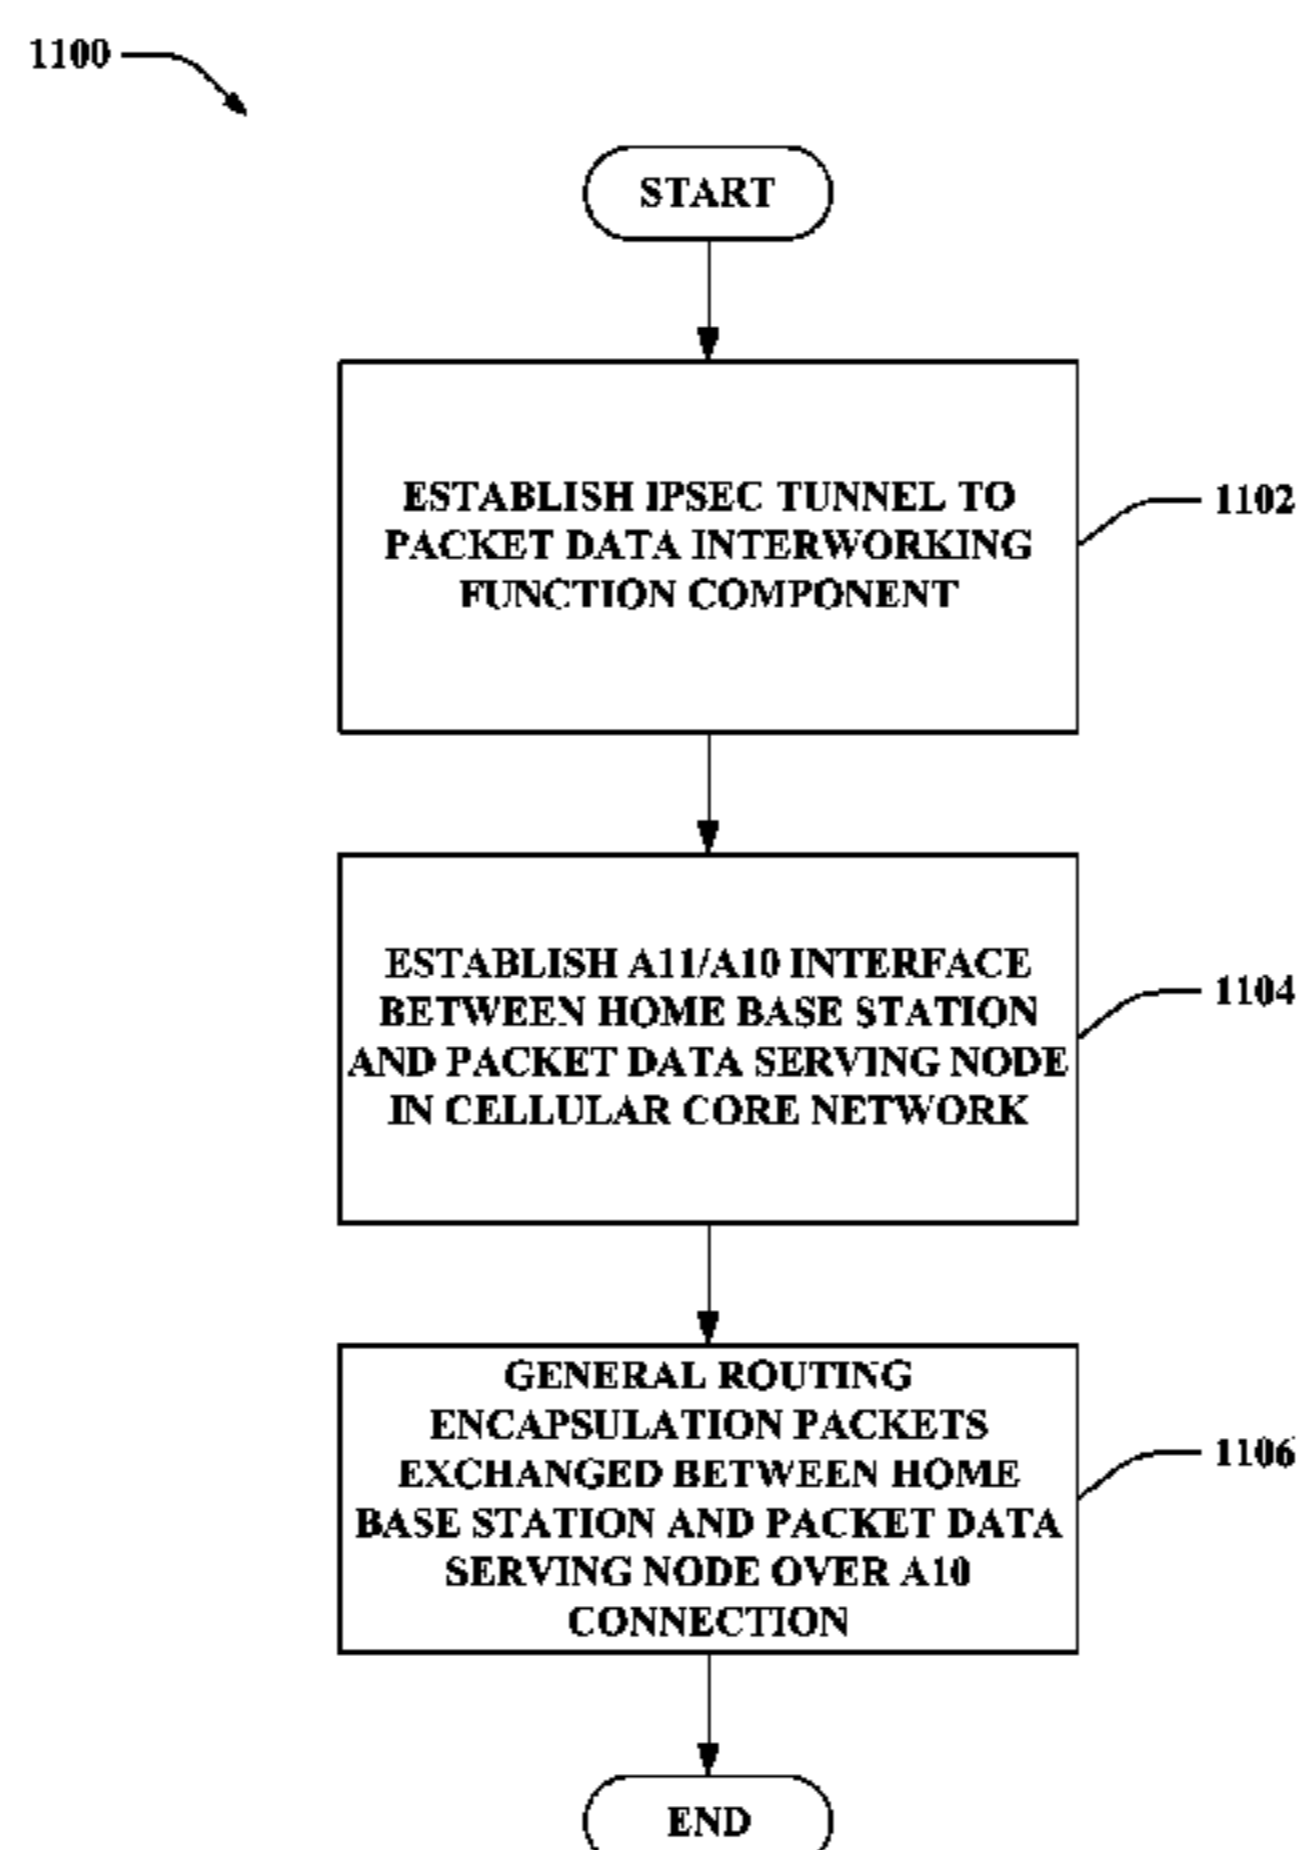 1100
START
ESTABLISH IPSEC TUNNEL TO
PACKET DATA INTERWORKING
FUNCTION COMPONENT
1102
ESTABLISH A11/A10 INTERFACE
BETWEEN HOME BASE STATION
AND PACKET DATA SERVING NODE
IN CELLULAR CORE NETWORK
1104
GENERAL ROUTING
ENCAPSULATION PACKETS
EXCHANGED BETWEEN HOME
BASE STATION AND PACKET DATA
SERVING NODE OVER A10
CONNECTION
1106
END